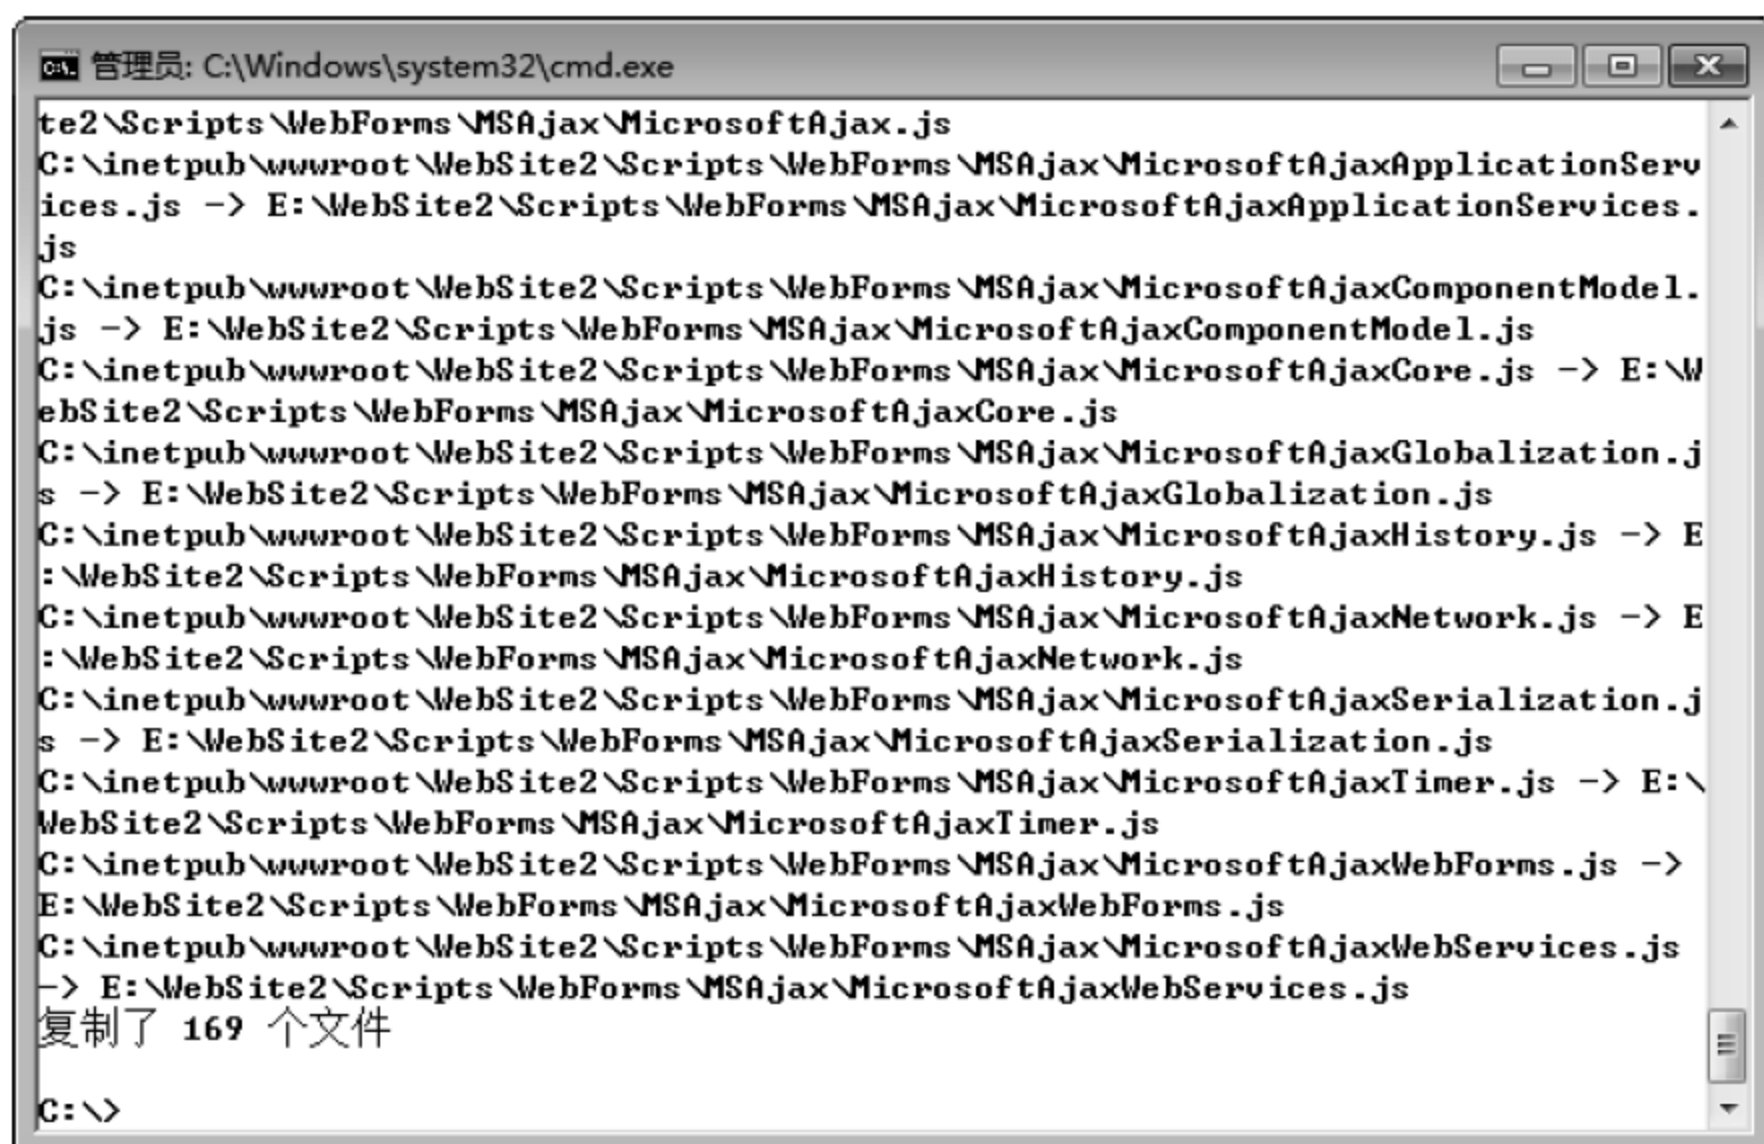 管理员: C:\Windows\system32\cmd.exe
te2\Scripts\WebForms\MSAjax\MicrosoftAjax.js
C:\inetpub\wwwroot\WebSite2\Scripts\WebForms\MSAjax\MicrosoftAjaxApplicationServ
ices.js -> E:\WebSite2\Scripts\WebForms\MSAjax\MicrosoftAjaxApplicationServices.
js
C:\inetpub\wwwroot\WebSite2\Scripts\WebForms\MSAjax\MicrosoftAjaxComponentModel.
js -> E:\WebSite2\Scripts\WebForms\MSAjax\MicrosoftAjaxComponentModel.js
C:\inetpub\wwwroot\WebSite2\Scripts\WebForms\MSAjax\MicrosoftAjaxCore.js -> E:\W
ebSite2\Scripts\WebForms\MSAjax\MicrosoftAjaxCore.js
C:\inetpub\wwwroot\WebSite2\Scripts\WebForms\MSAjax\MicrosoftAjaxGlobalization.j
s -> E:\WebSite2\Scripts\WebForms\MSAjax\MicrosoftAjaxGlobalization.js
C:\inetpub\wwwroot\WebSite2\Scripts\WebForms\MSAjax\MicrosoftAjaxHistory.js -> E
:\WebSite2\Scripts\WebForms\MSAjax\MicrosoftAjaxHistory.js
C:\inetpub\wwwroot\WebSite2\Scripts\WebForms\MSAjax\MicrosoftAjaxNetwork.js -> E
:\WebSite2\Scripts\WebForms\MSAjax\MicrosoftAjaxNetwork.js
C:\inetpub\wwwroot\WebSite2\Scripts\WebForms\MSAjax\MicrosoftAjaxSerialization.j
s -> E:\WebSite2\Scripts\WebForms\MSAjax\MicrosoftAjaxSerialization.js
C:\inetpub\wwwroot\WebSite2\Scripts\WebForms\MSAjax\MicrosoftAjaxTimer.js -> E:\
WebSite2\Scripts\WebForms\MSAjax\MicrosoftAjaxTimer.js
C:\inetpub\wwwroot\WebSite2\Scripts\WebForms\MSAjax\MicrosoftAjaxWebForms.js ->
E:\WebSite2\Scripts\WebForms\MSAjax\MicrosoftAjaxWebForms.js
C:\inetpub\wwwroot\WebSite2\Scripts\WebForms\MSAjax\MicrosoftAjaxWebServices.js
-> E:\WebSite2\Scripts\WebForms\MSAjax\MicrosoftAjaxWebServices.js
复制了 169 个文件
C:\>